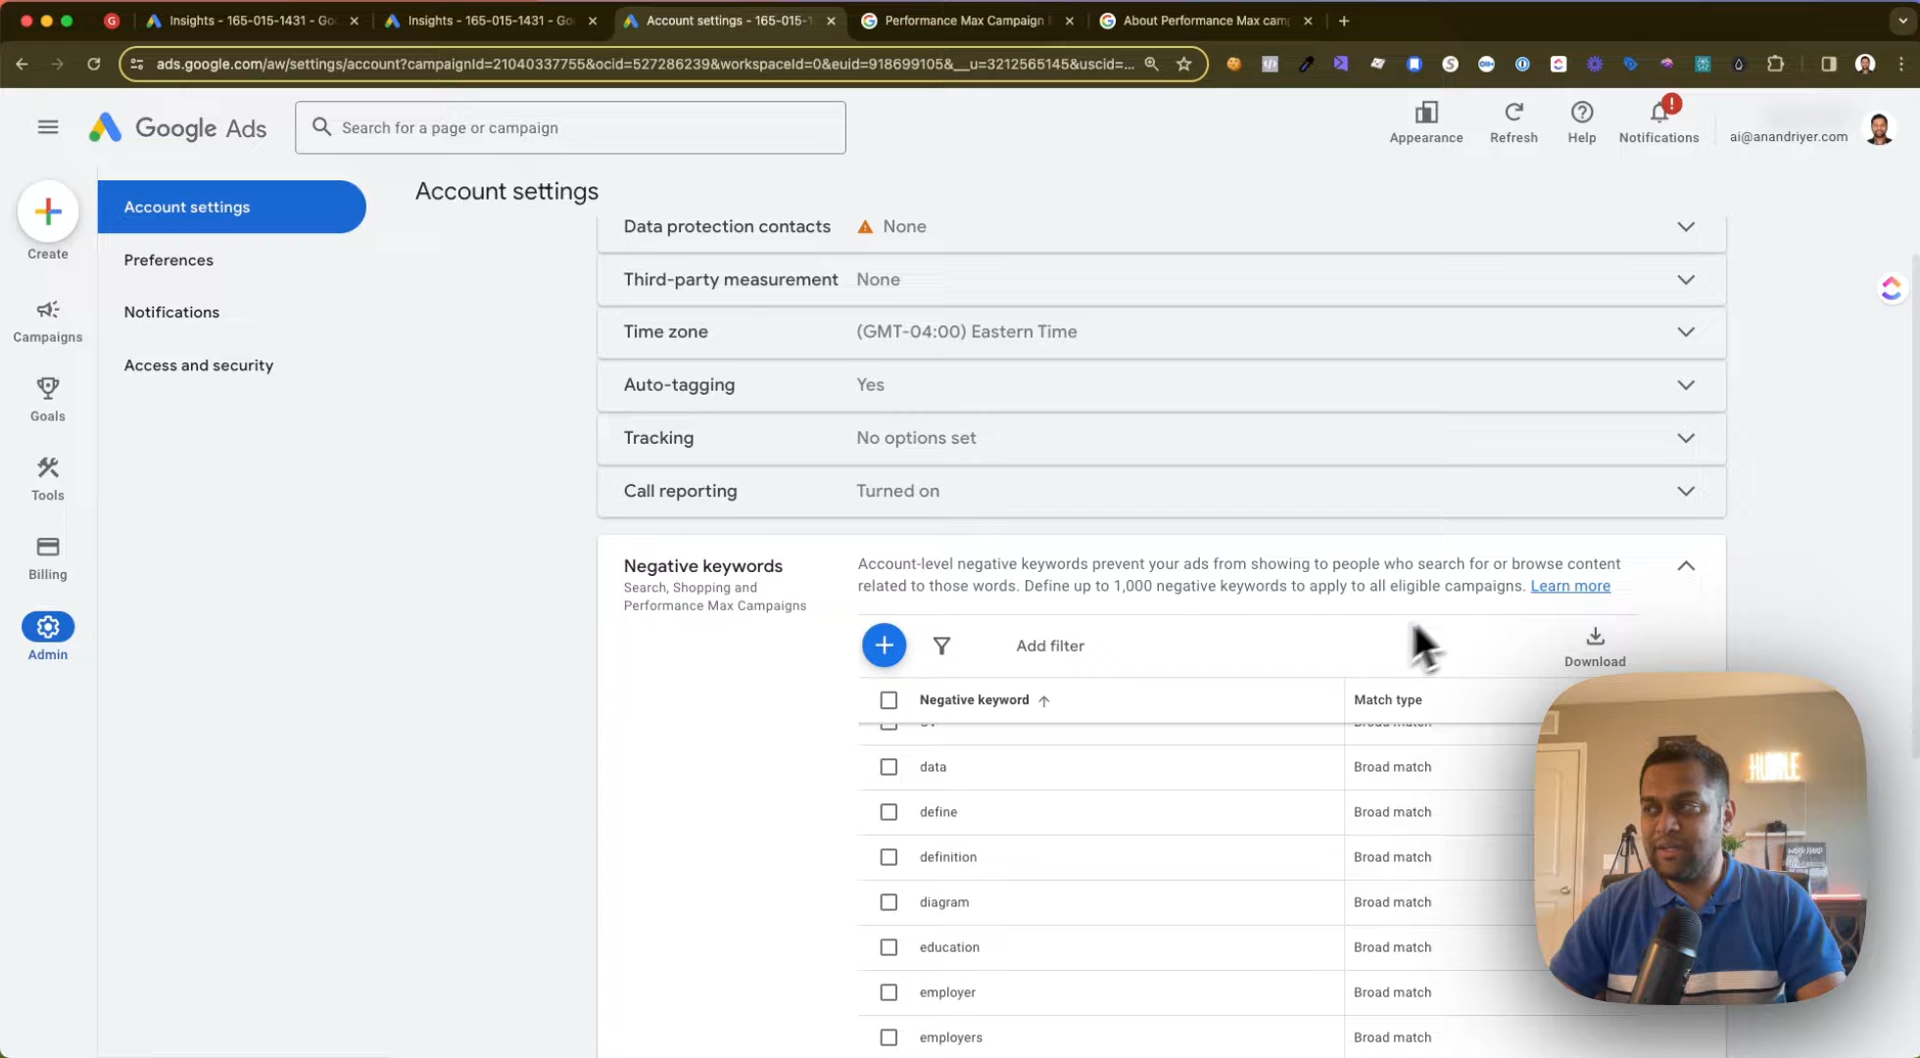 Insights - 165-015-1431 - Go
Insights - 165-015-1431 - Go
Account settings - 165-015-1
Performance Max Campaign
About Performance Max camp
ads.google.com/aw/settings/account?campaignId=21040337755&ocid=527286239&workspaceId=0&euid=918699105&__u=3212565145&uscid=...
Google Ads
Search for a page or campaign
Appearance
Refresh
Help
Notifications
ai@anandriyer.com
Create
Campaigns
Goals
Tools
Billing
Admin
Account settings
Preferences
Notifications
Access and security
Account settings
Data protection contacts None
Third-party measurement None
Time zone (GMT-04:00) Eastern Time
Auto-tagging Yes
Tracking No options set
Call reporting Turned on
Negative keywords
Search, Shopping and
Performance Max Campaigns
Account-level negative keywords prevent your ads from showing to people who search for or browse content
related to those words. Define up to 1,000 negative keywords to apply to all eligible campaigns. Learn more
Add filter
Download
Negative keyword Match type
data Broad match
define Broad match
definition Broad match
diagram Broad match
education Broad match
employer Broad match
employers Broad match
HUSTLE
WORK HARD